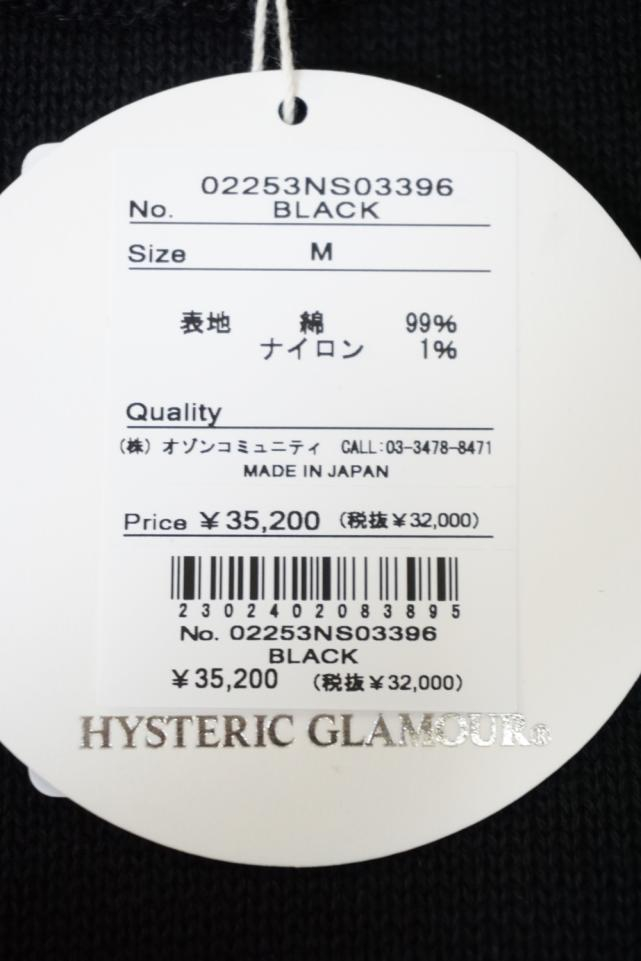 02253NS03396
No. BLACK
Size M
表地 綿 99%
ナイロン 1%
Quality
(株) オゾンコミュニティ CALL:03-3478-8471
MADE IN JAPAN
Price ¥35,200 (税抜¥32,000)
2302402083895
No. 02253NS03396
BLACK
¥35,200 (税抜¥32,000)
HYSTERIC GLAMOUR®